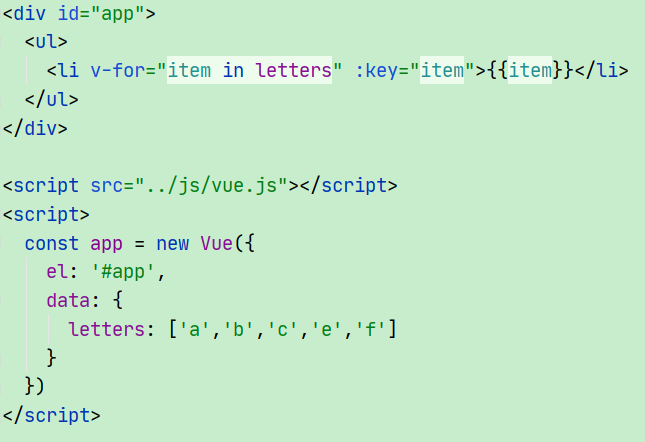 <div id="app">
  <ul>
    <li v-for="item in letters" :key="item">{{item}}</li>
  </ul>
</div>

<script src="../js/vue.js"></script>
<script>
  const app = new Vue({
    el: '#app',
    data: {
      letters: ['a','b','c','e','f']
    }
  })
</script>